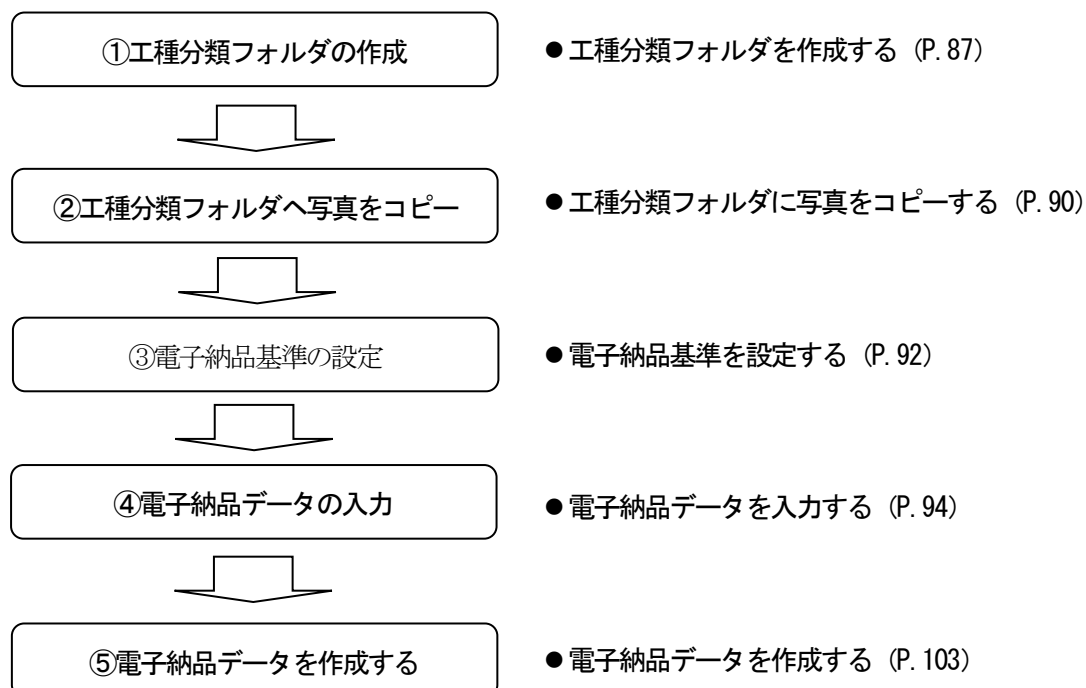 ①工種分類フォルダの作成
●工種分類フォルダを作成する (P.87)
②工種分類フォルダへ写真をコピー
●工種分類フォルダに写真をコピーする (P.90)
③電子納品基準の設定
●電子納品基準を設定する (P.92)
④電子納品データの入力
●電子納品データを入力する (P.94)
⑤電子納品データを作成する
●電子納品データを作成する (P.103)